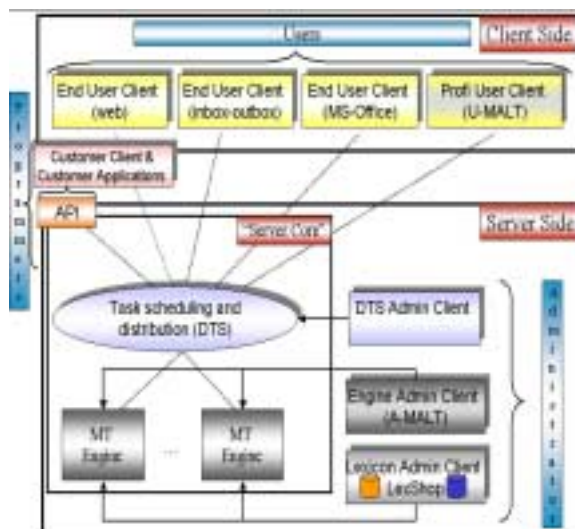 Users
Client Side
End User Client
(web)
End User Client
(inbox-outbox)
End User Client
(MS-Office)
Profi User Client
(U-MALT)
Programmers
Customer Client &
Customer Applications
API
Server Side
"Server Core"
Task scheduling and
distribution (DTS)
DTS Admin Client
Engine Admin Client
(A-MALT)
MT
Engine
...
MT
Engine
Lexicon Admin Client
LexShop
Administrator